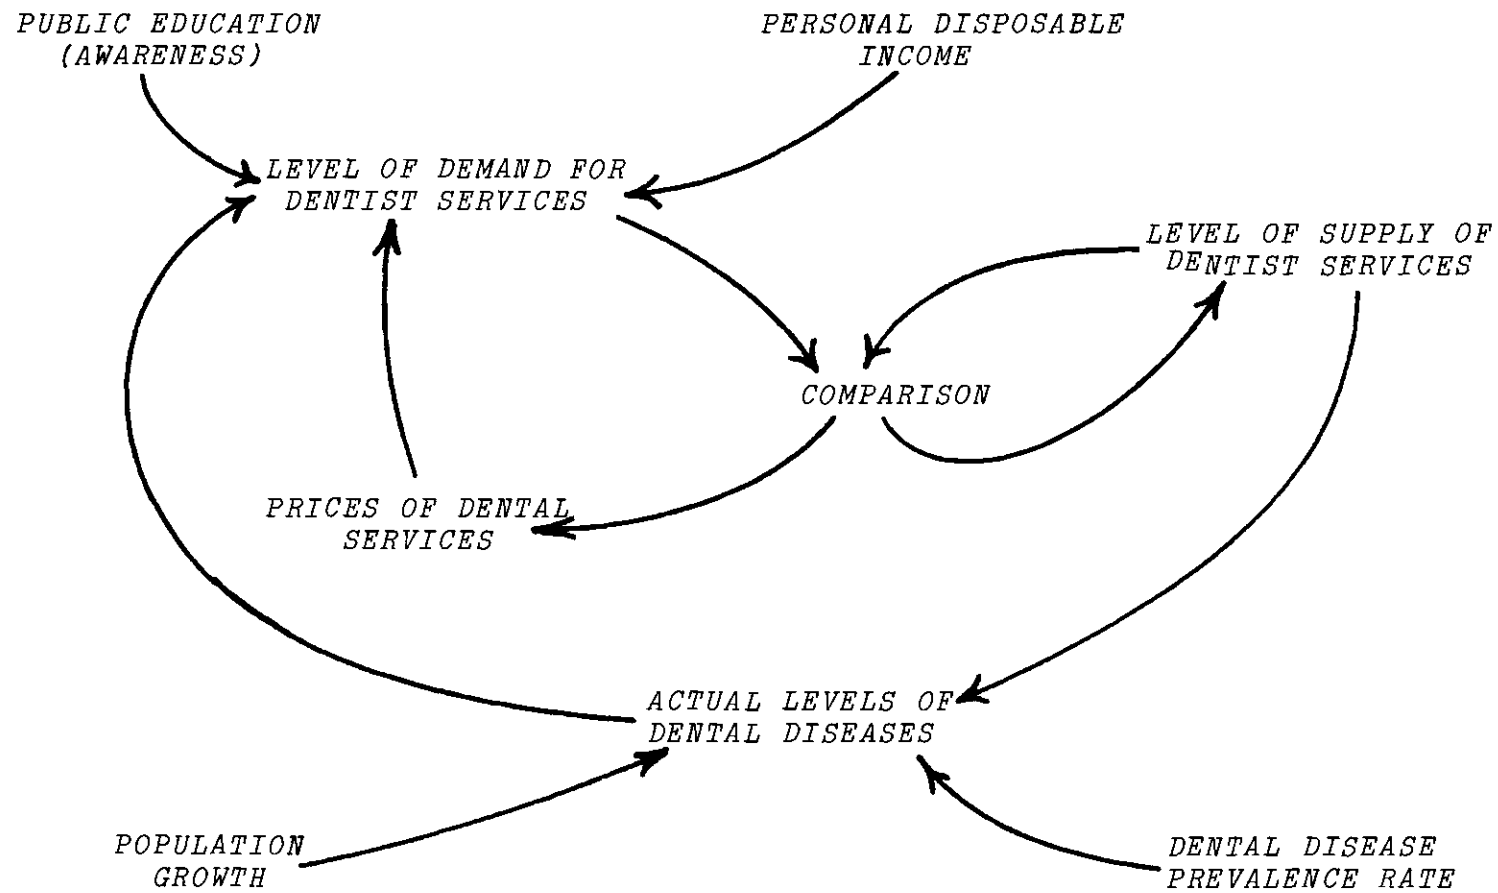 PUBLIC EDUCATION
(AWARENESS)
PERSONAL DISPOSABLE
INCOME
LEVEL OF DEMAND FOR
DENTIST SERVICES
LEVEL OF SUPPLY OF
DENTIST SERVICES
COMPARISON
PRICES OF DENTAL
SERVICES
ACTUAL LEVELS OF
DENTAL DISEASES
POPULATION
GROWTH
DENTAL DISEASE
PREVALENCE RATE